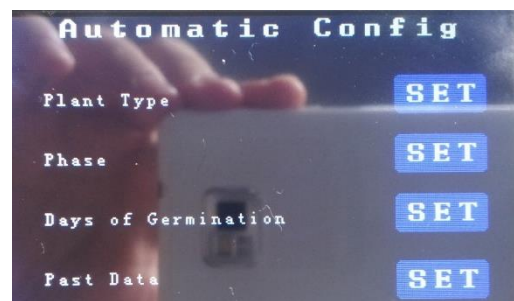 Automatic Config
Plant Type SET
Phase SET
Days of Germination SET
Past Data SET